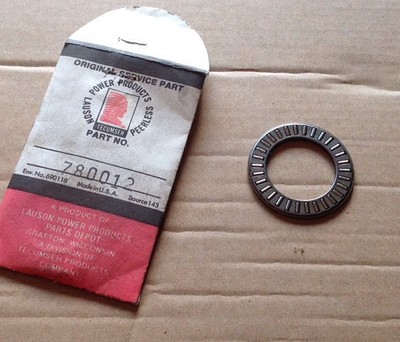 ORIGINAL SERVICE PART
LAUSON POWER PRODUCTS PEERLESS
TECUMSEH
PART NO.
780012
Env. No. 690118 Made in U.S.A. Source 143
A PRODUCT OF
LAUSON POWER PRODUCTS
PARTS DEPOT
GRAFTON, WISCONSIN
A DIVISION OF
TECUMSEH PRODUCTS
COMPANY